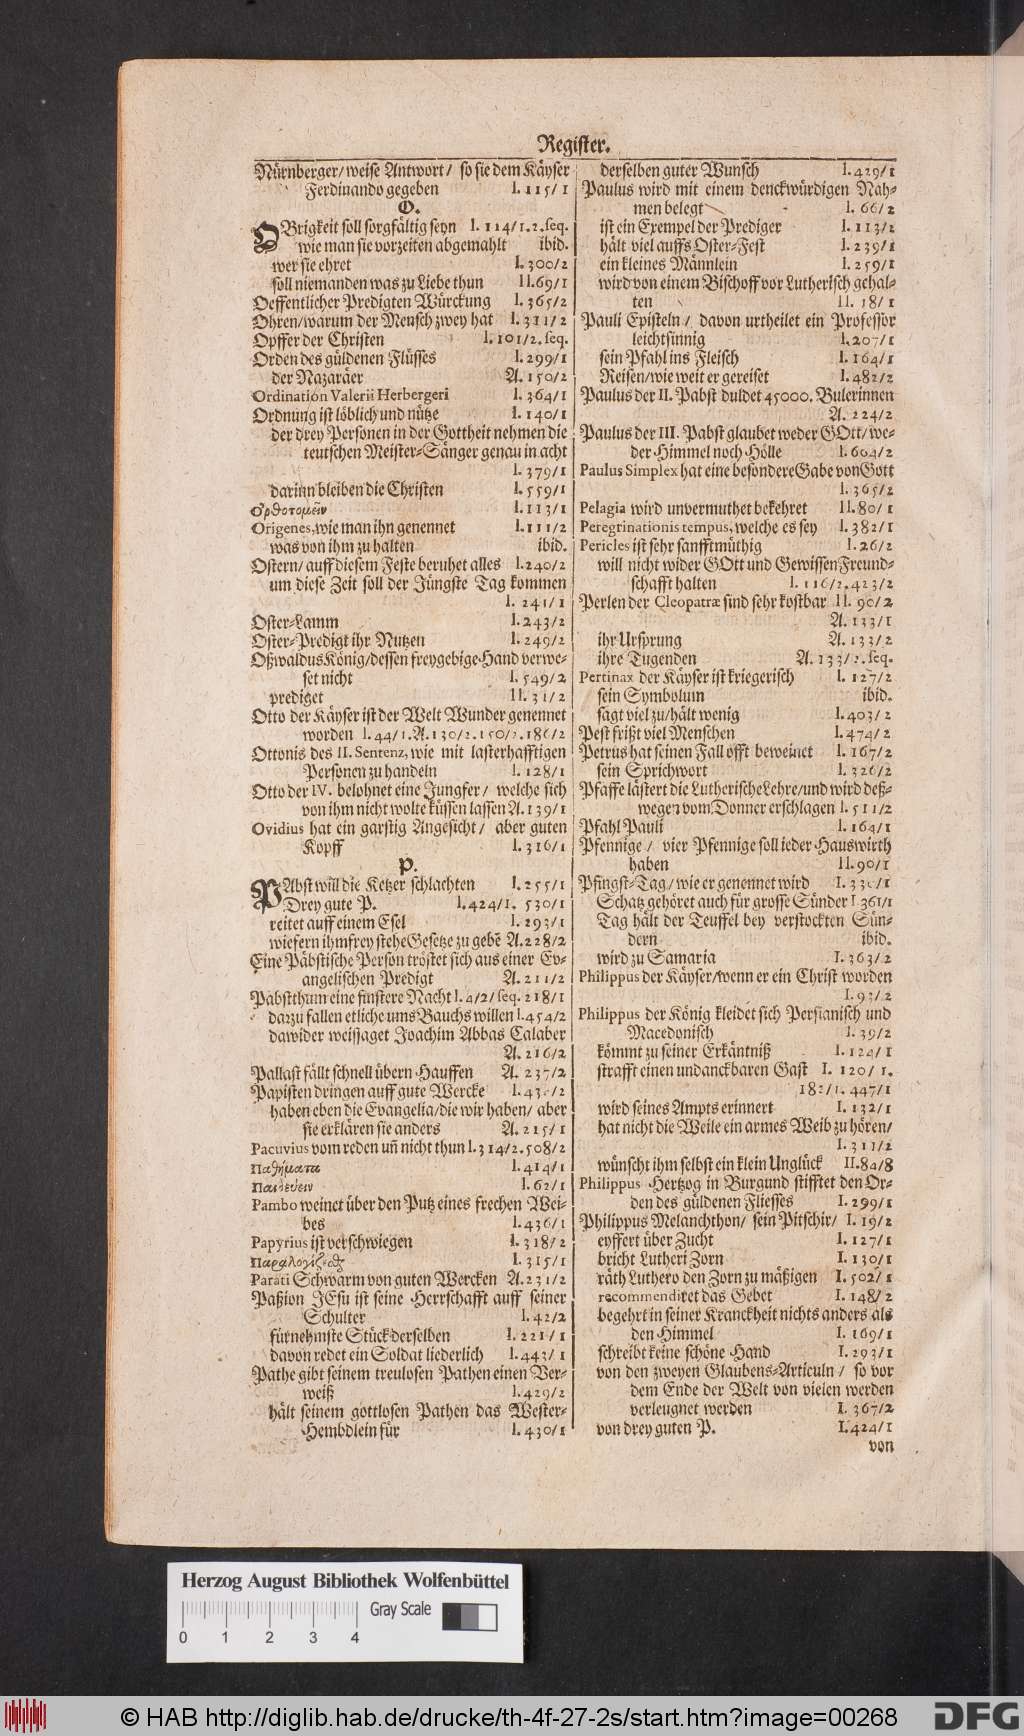 Register.
Nürnberger/ weise Antwort/ so sie dem Käyser
Ferdinando gegeben I. 115/1
O.
OBrigkeit soll sorgfältig seyn I. 114/1.2.seq.
wie man sie vorzeiten abgemahlt ibid.
wer sie ehret I. 300/2
soll niemanden was zu Liebe thun II. 69/1
Oeffentlicher Predigten Würckung I. 365/2
Ohren/ warum der Mensch zwey hat I. 311/2
Opffer der Christen I. 101/2. seq.
Orden des güldenen Flüsses I. 299/1
der Nazaräer A. 150/2
Ordination Valerii Herbergeri I. 364/1
Ordnung ist löblich und nütze I. 140/1
der drey Personen in der Gottheit nehmen die
teutschen Meister-Sänger genau in acht
I. 379/1
darinn bleiben die Christen I. 559/1
Ορθοτομεῖν I. 113/1
Origenes, wie man ihn genennet I. 111/2
was von ihm zu halten ibid.
Ostern/ auff diesem Feste beruhet alles I. 240/2
um diese Zeit soll der Jüngste Tag kommen
I. 241/1
Oster-Lamm I. 243/2
Oster-Predigt ihr Nutzen I. 249/2
Oßwaldus König/ dessen freygebige Hand verwe-
set nicht I. 549/2
prediget II. 31/2
Otto der Käyser ist der Welt Wunder genennet
worden I. 44/1. A. 130/2. 150/2. 186/2
Ottonis des II. Sentenz, wie mit lasterhafftigen
Personen zu handeln I. 128/1
Otto der IV. belohnet eine Jungfer/ welche sich
von ihm nicht wolte küssen lassen A. 139/1
Ovidius hat ein garstig Angesicht/ aber guten
Kopff I. 316/1
P.
PAbst will die Ketzer schlachten I. 255/1
Drey gute P. I. 424/1. 530/1
reitet auff einem Esel I. 293/1
wiefern ihm frey stehe Gesetze zu gebē A. 228/2
Eine Päbstische Person tröstet sich aus einer Ev-
angelischen Predigt A. 211/2
Pabstthum eine finstere Nacht I. 4/2/ seq. 218/1
darzu fallen etliche ums Bauchs willen I. 454/2
dawider weissaget Joachim Abbas Calaber
A. 216/2
Pallast fällt schnell übern Hauffen A. 237/2
Papisten dringen auff gute Wercke
haben eben die Evangelia/ die wir haben/ aber
sie erklären sie anders A. 215/1
Pacuvius vom reden uñ nicht thun I. 314/2. 508/2
Παθήματα I. 414/1
Παιδεύειν I. 62/1
Pambo weinet über den Putz eines frechen Wei-
bes I. 436/1
Papyrius ist verschwiegen I. 318/2
I. 315/1
Parati Schwarm von guten Wercken A. 231/2
Paßion JEsu ist seine Herrschafft auff seiner
Schulter I. 42/2
fürnehmste Stück derselben I. 221/1
davon redet ein Soldat liederlich I. 443/1
Pathe gibt seinem treulosen Pathen einen Ver-
weiß I. 429/2
hält seinem gottlosen Pathen das Wester-
Hembdlein für I. 430/1
derselben guter Wunsch I. 429/1
Paulus wird mit einem denckwürdigen Nah-
men belegt I. 66/2
ist ein Exempel der Prediger I. 113/2
hält viel auffs Oster-Fest I. 239/1
ein kleines Männlein I. 259/1
wird von einem Bischoff vor Lutherisch gehal-
ten II. 18/1
Pauli Episteln/ davon urtheilet ein Professor
leichtsinnig I. 207/1
sein Pfahl ins Fleisch I. 164/1
Reisen/ wie weit er gereiset I. 482/2
Paulus der II. Pabst duldet 45000. Bulerinnen
A. 224/2
Paulus der III. Pabst glaubet weder GOtt/ we-
der Himmel noch Hölle I. 604/2
Paulus Simplex hat eine besondere Gabe von Gott
I. 365/2
Pelagia wird unvermuthet bekehret II. 80/1
Peregrinationis tempus, welche es sey I. 382/1
Pericles ist sehr sanfftmüthig I. 26/2
will nicht wider GOtt und Gewissen Freund-
schafft halten I. 116/2. 423/2
Perlen der Cleopatræ sind sehr kostbar II. 90/2
A. 133/1
ihr Ursprung A. 133/2
ihre Tugenden A. 133/2. seq.
Pertinax der Käyser ist kriegerisch I. 127/2
sein Symbolum ibid.
sagt viel zu/ hält wenig I. 403/2
Pest frißt viel Menschen I. 474/2
Petrus hat seinen Fall offt beweinet I. 167/2
sein Sprichwort I. 326/2
Pfaffe lästert die Lutherische Lehre/ und wird deß-
wegen vom Donner erschlagen I. 511/2
Pfahl Pauli I. 164/1
Pfennige/ vier Pfennige soll ieder Hauswirth
haben II. 90/1
Pfingst-Tag/ wie er genennet wird
Schatz gehöret auch für grosse Sünder I 361/1
Tag hält der Teuffel bey verstockten Sün-
dern ibid.
wird zu Samaria I. 363/2
Philippus der Käyser/ wenn er ein Christ worden
I. 93/2
Philippus der König kleidet sich Persianisch und
Macedonisch I. 39/2
kömmt zu seiner Erkäntniß I. 124/1
strafft einen undanckbaren Gast I. 120/1.
182/1. 447/1
wird seines Ampts erinnert I. 132/1
hat nicht die Weile ein armes Weib zu hören/
I. 311/2
wünscht ihm selbst ein klein Unglück II. 84/8
Philippus Hertzog in Burgund stifftet den Or-
den des güldenen Fliesses I. 299/1
Philippus Melanchthon/ sein Pitschir/ I. 19/2
eyffert über Zucht I. 127/1
bricht Lutheri Zorn I. 130/1
räth Luthero den Zorn zu mäßigen I. 502/1
recommendiret das Gebet I. 148/2
begehrt in seiner Kranckheit nichts anders als
den Himmel I. 169/1
schreibt keine schöne Hand I. 293/1
von den zweyen Glaubens-Articuln/ so vor
dem Ende der Welt von vielen werden
verleugnet werden I. 367/2
von drey guten P. I. 424/1
von
Herzog August Bibliothek Wolfenbüttel
Gray Scale
0 1 2 3 4
© HAB http://diglib.hab.de/drucke/th-4f-27-2s/start.htm?image=00268
DFG